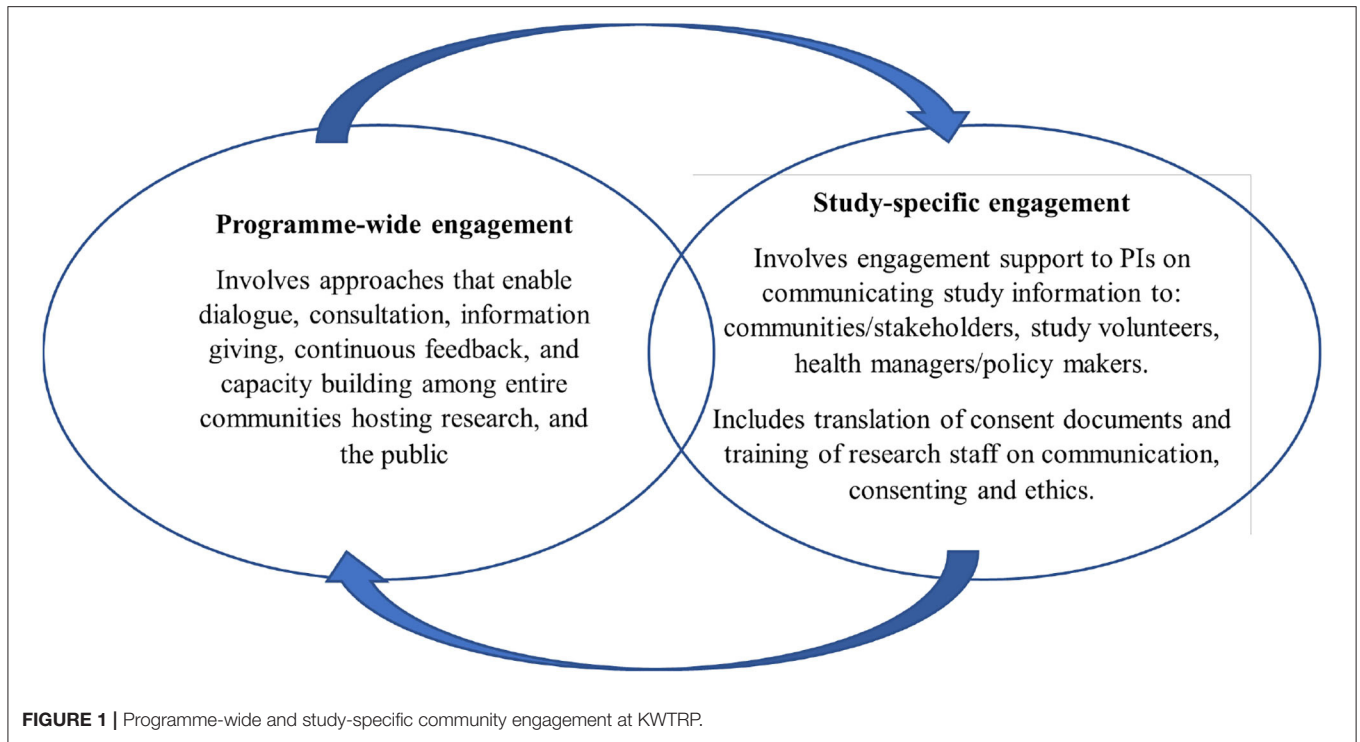 Programme-wide engagement
Involves approaches that enable
dialogue, consultation, information
giving, continuous feedback, and
capacity building among entire
communities hosting research, and
the public
Study-specific engagement
Involves engagement support to PIs on
communicating study information to:
communities/stakeholders, study volunteers,
health managers/policy makers.
Includes translation of consent documents and
training of research staff on communication,
consenting and ethics.
FIGURE 1 | Programme-wide and study-specific community engagement at KWTRP.